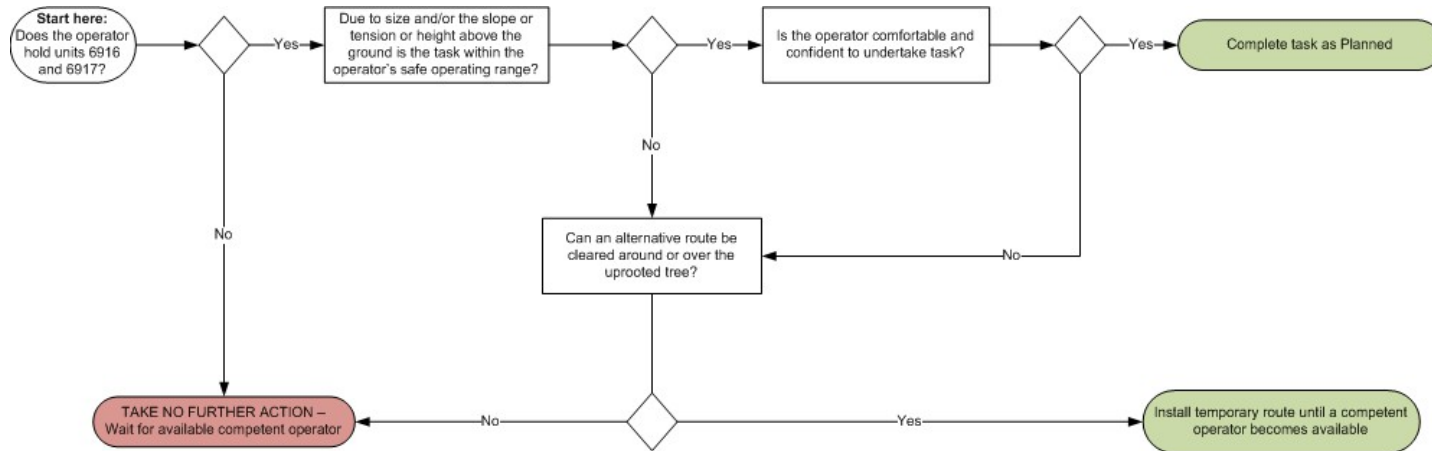 Start here:
Does the operator
hold units 6916
and 6917?
Yes
Due to size and/or the slope or
tension or height above the
ground is the task within the
operator's safe operating range?
Yes
Is the operator comfortable and
confident to undertake task?
Yes
Complete task as Planned
No
No
Can an alternative route be
cleared around or over the
uprooted tree?
No
TAKE NO FURTHER ACTION –
Wait for available competent operator
No
Yes
Install temporary route until a competent
operator becomes available